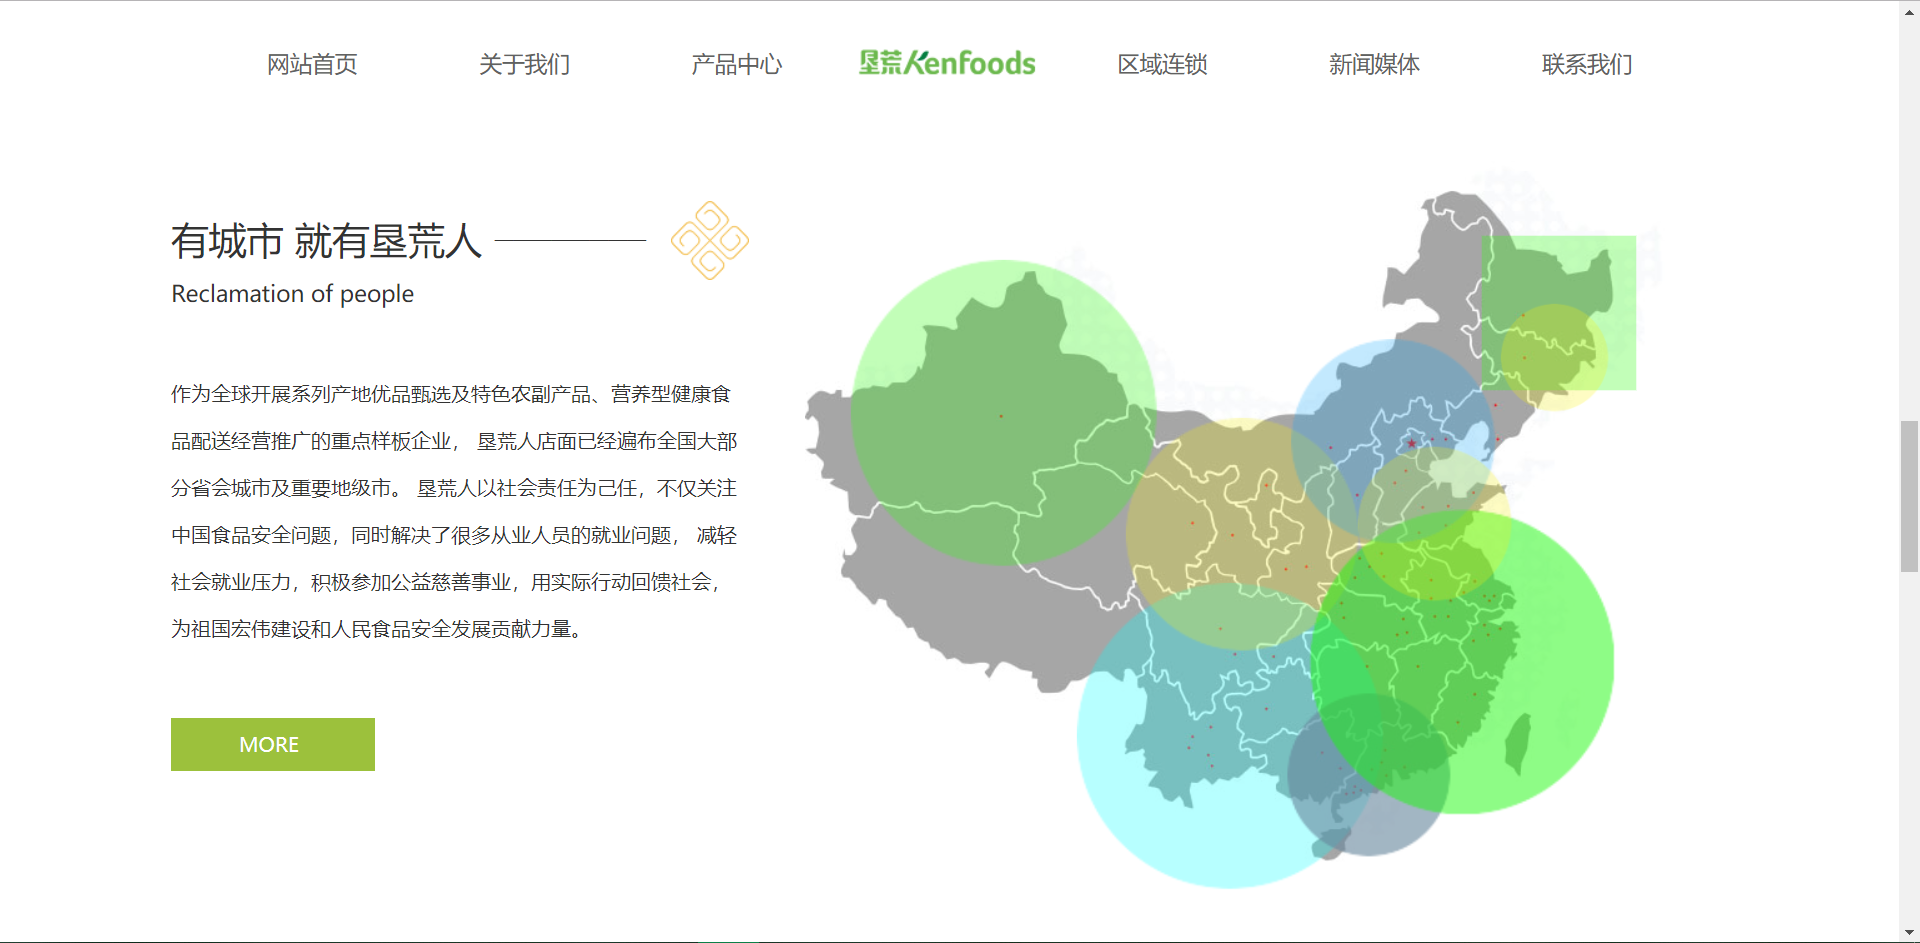 网站首页
关于我们
产品中心
垦荒Kenfoods
区域连锁
新闻媒体
联系我们
有城市 就有垦荒人
Reclamation of people
作为全球开展系列产地优品甄选及特色农副产品、营养型健康食
品配送经营推广的重点样板企业， 垦荒人店面已经遍布全国大部
分省会城市及重要地级市。 垦荒人以社会责任为己任，不仅关注
中国食品安全问题，同时解决了很多从业人员的就业问题， 减轻
社会就业压力，积极参加公益慈善事业，用实际行动回馈社会，
为祖国宏伟建设和人民食品安全发展贡献力量。
MORE